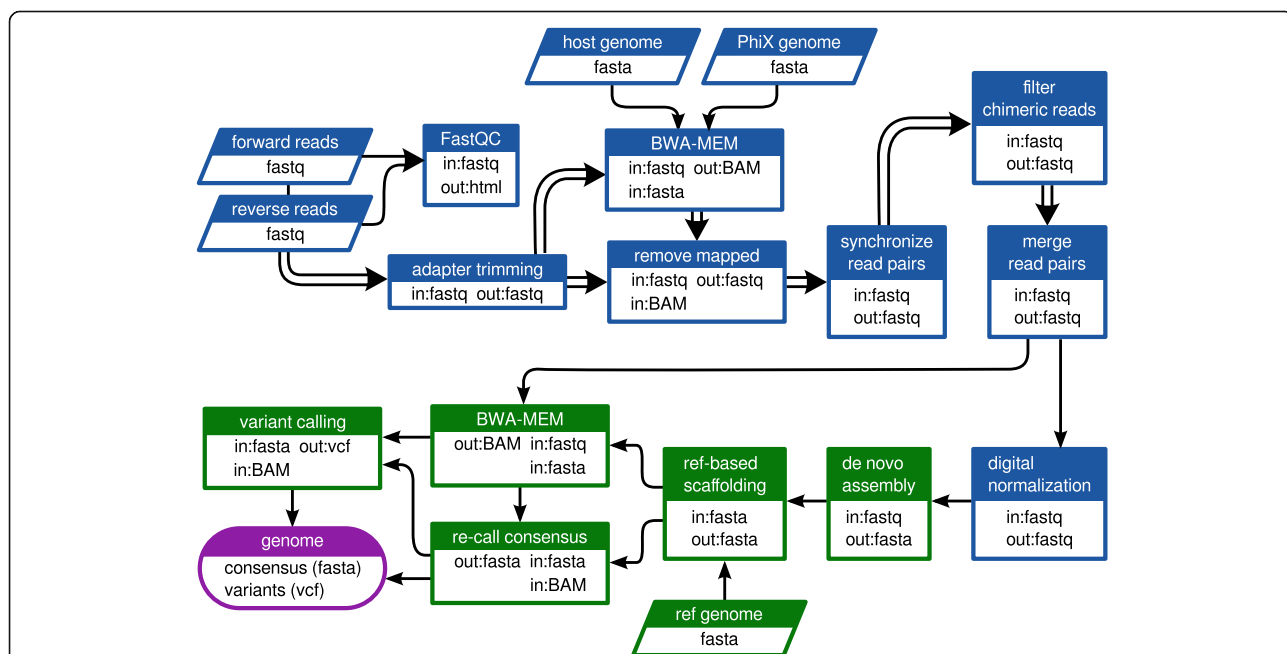 host genome
fasta
PhiX genome
fasta
forward reads
fastq
reverse reads
fastq
FastQC
in:fastq
out:html
adapter trimming
in:fastq out:fastq
BWA-MEM
in:fastq out:BAM
in:fasta
remove mapped
in:fastq out:fastq
in:BAM
synchronize
read pairs
in:fastq
out:fastq
filter
chimeric reads
in:fastq
out:fastq
merge
read pairs
in:fastq
out:fastq
digital
normalization
in:fastq
out:fastq
de novo
assembly
in:fastq
out:fasta
ref-based
scaffolding
in:fasta
out:fasta
ref genome
fasta
BWA-MEM
out:BAM in:fastq
in:fasta
re-call consensus
out:fasta in:fasta
in:BAM
variant calling
in:fasta out:vcf
in:BAM
genome
consensus (fasta)
variants (vcf)